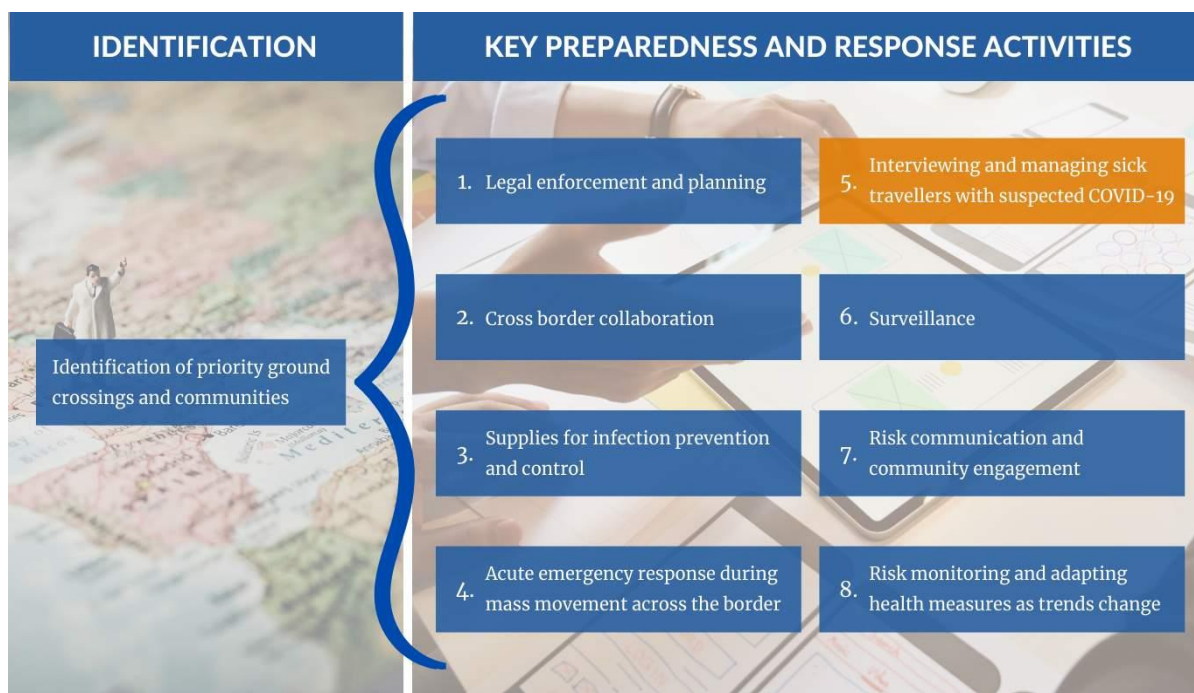 IDENTIFICATION
Identification of priority ground
crossings and communities
KEY PREPAREDNESS AND RESPONSE ACTIVITIES
1. Legal enforcement and planning
2. Cross border collaboration
3. Supplies for infection prevention
and control
4. Acute emergency response during
mass movement across the border
5. Interviewing and managing sick
travellers with suspected COVID-19
6. Surveillance
7. Risk communication and
community engagement
8. Risk monitoring and adapting
health measures as trends change